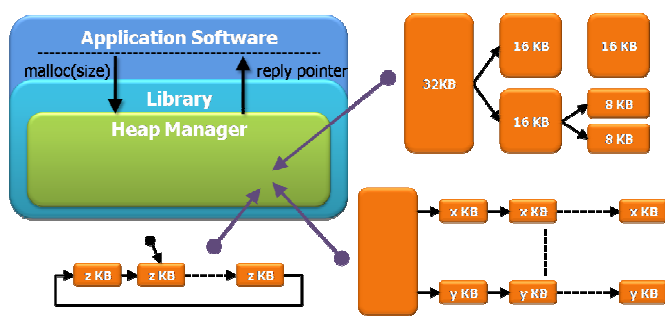 Application Software
malloc(size)
reply pointer
Library
Heap Manager
32KB
16 KB
16 KB
16 KB
8 KB
8 KB
x KB
x KB
x KB
y KB
y KB
y KB
z KB
z KB
z KB